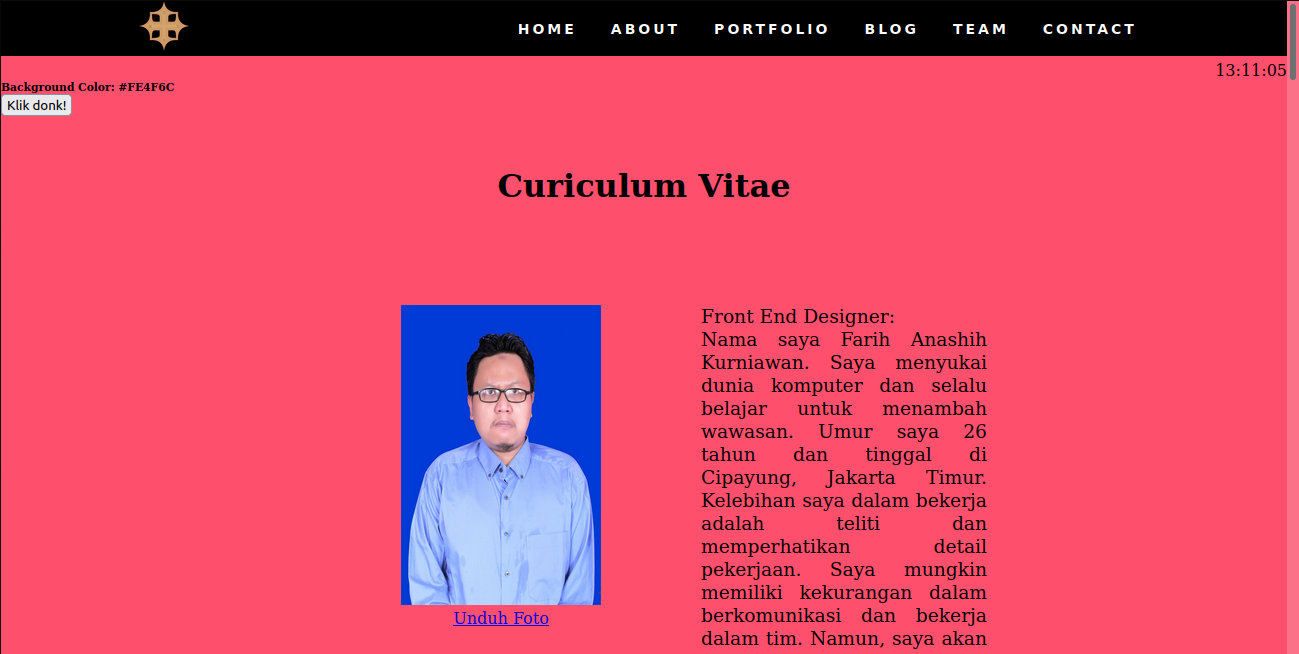 HOME ABOUT PORTFOLIO BLOG TEAM CONTACT
13:11:05
Background Color: #FE4F6C
Klik donk!
Curiculum Vitae
Front End Designer:
Nama saya Farih Anashih
Kurniawan. Saya menyukai
dunia komputer dan selalu
belajar untuk menambah
wawasan. Umur saya 26
tahun dan tinggal di
Cipayung, Jakarta Timur.
Kelebihan saya dalam bekerja
adalah teliti dan
memperhatikan detail
pekerjaan. Saya mungkin
memiliki kekurangan dalam
berkomunikasi dan bekerja
dalam tim. Namun, saya akan
Unduh Foto